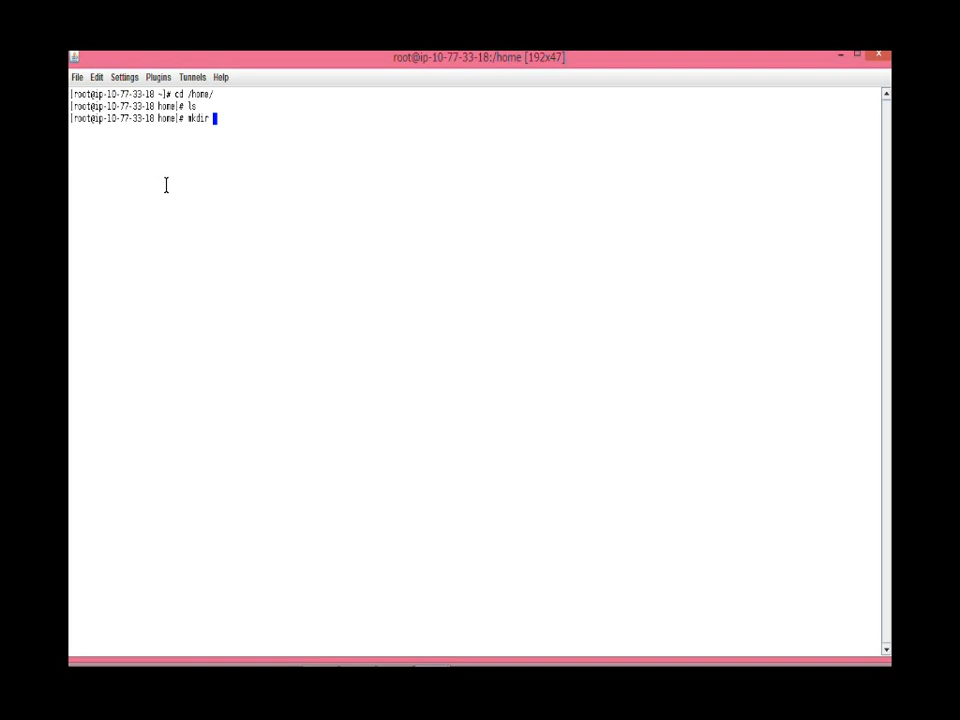 root@ip-10-77-33-18:/home [192x47]
File Edit Settings Plugins Tunnels Help
[root@ip-10-77-33-18 ~]# cd /home/
[root@ip-10-77-33-18 home]# ls
[root@ip-10-77-33-18 home]# mkdir